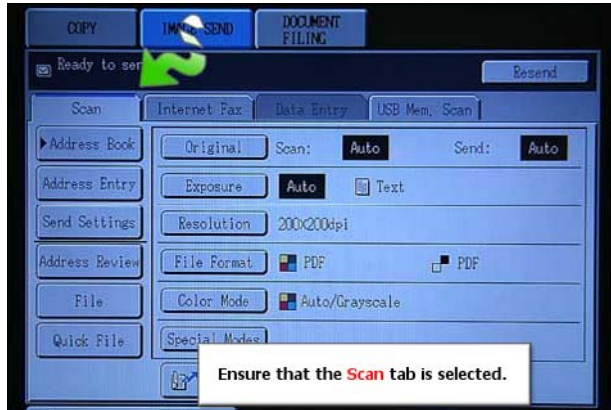 COPY
IMAGE SEND
DOCUMENT
FILING
Ready to sen
Resend
Scan
Internet Fax
Data Entry
USB Mem. Scan
Address Book
Original
Scan:
Auto
Send:
Auto
Address Entry
Exposure
Auto
Text
Send Settings
Resolution
200X200dpi
Address Review
File Format
PDF
PDF
File
Color Mode
Auto/Grayscale
Quick File
Special Modes
Ensure that the Scan tab is selected.